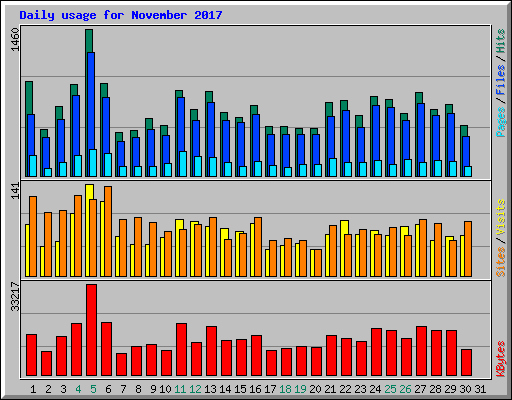 Daily usage for November 2017
1460
Pages / Files / Hits
141
Sites / Visits
33217
KBytes
1 2 3 4 5 6 7 8 9 10 11 12 13 14 15 16 17 18 19 20 21 22 23 24 25 26 27 28 29 30 31